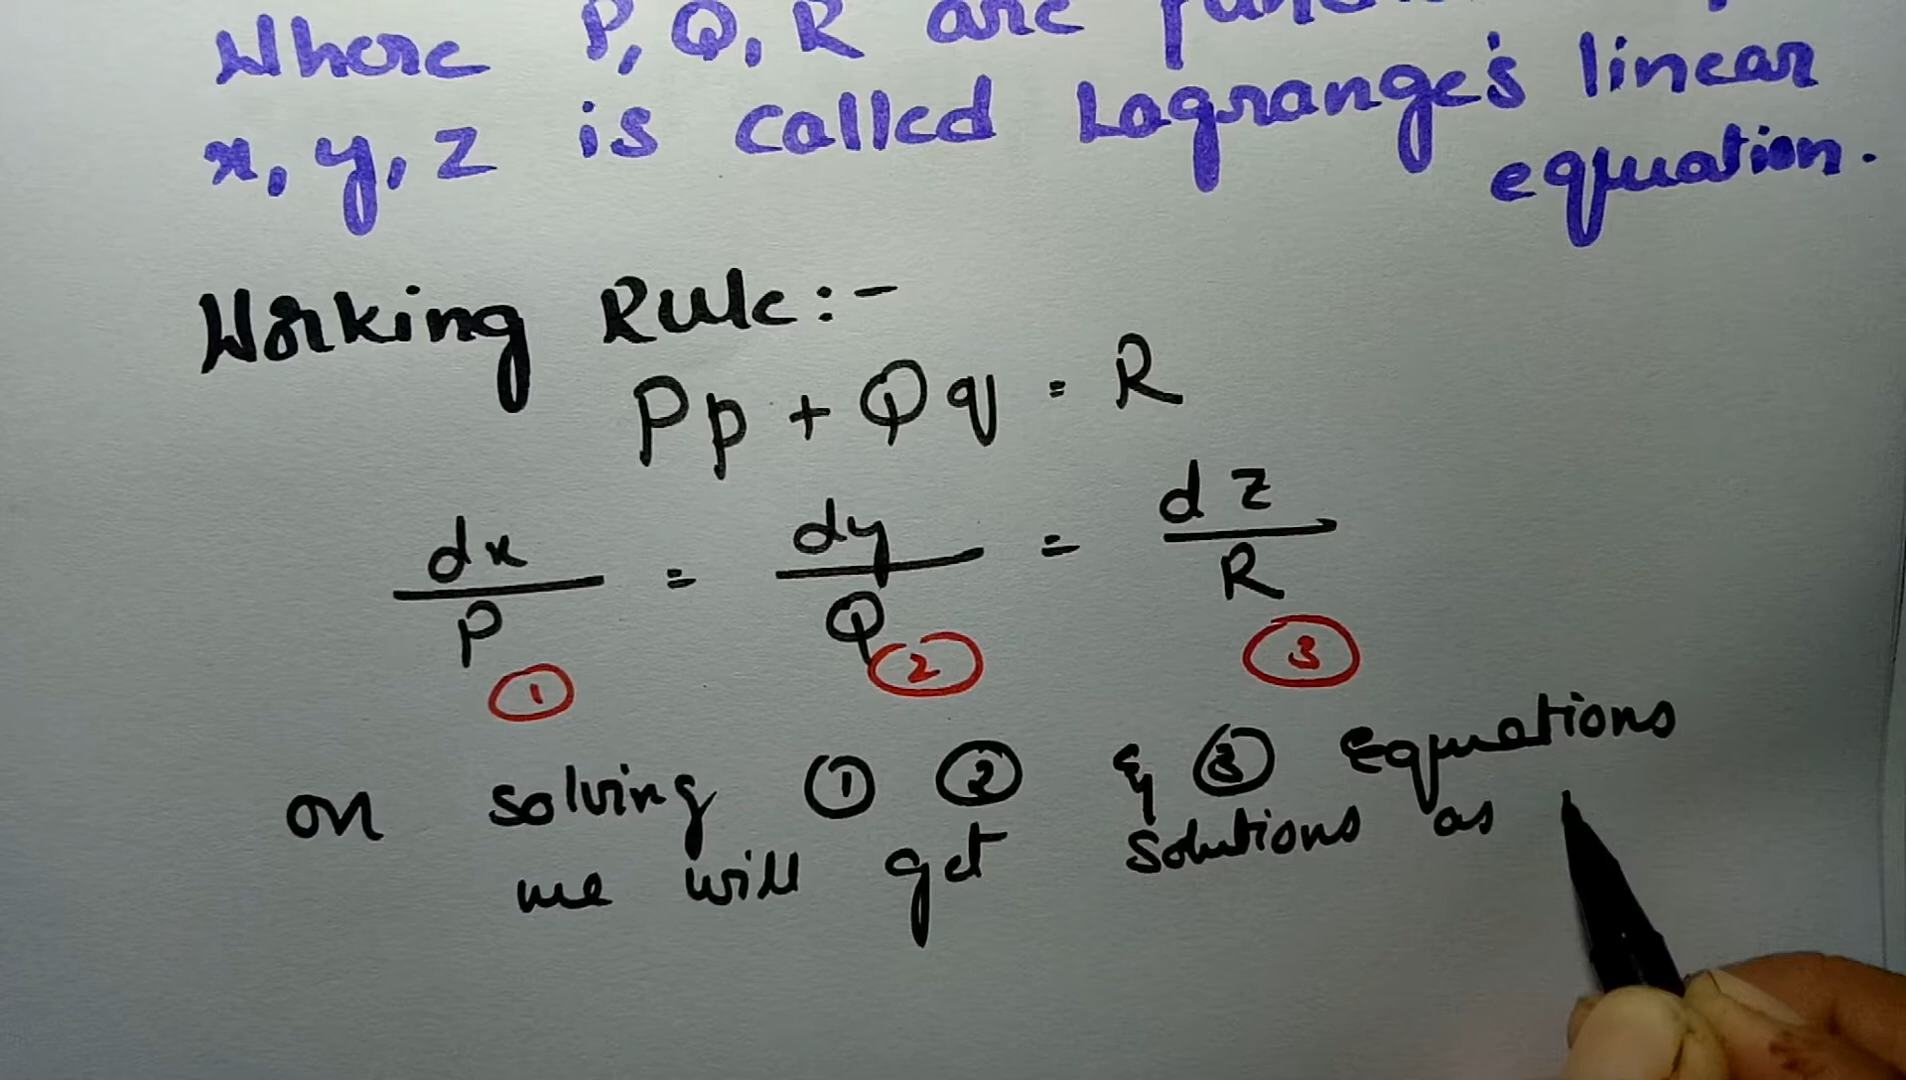 Where P, Q, R are
x, y, z is called Lagrange's linear
equation.
Working Rule:-
Pp + Qq = R
dx/P = dy/Q = dz/R
① ② ③
on solving ① ② & ③ Equations
we will get solutions as